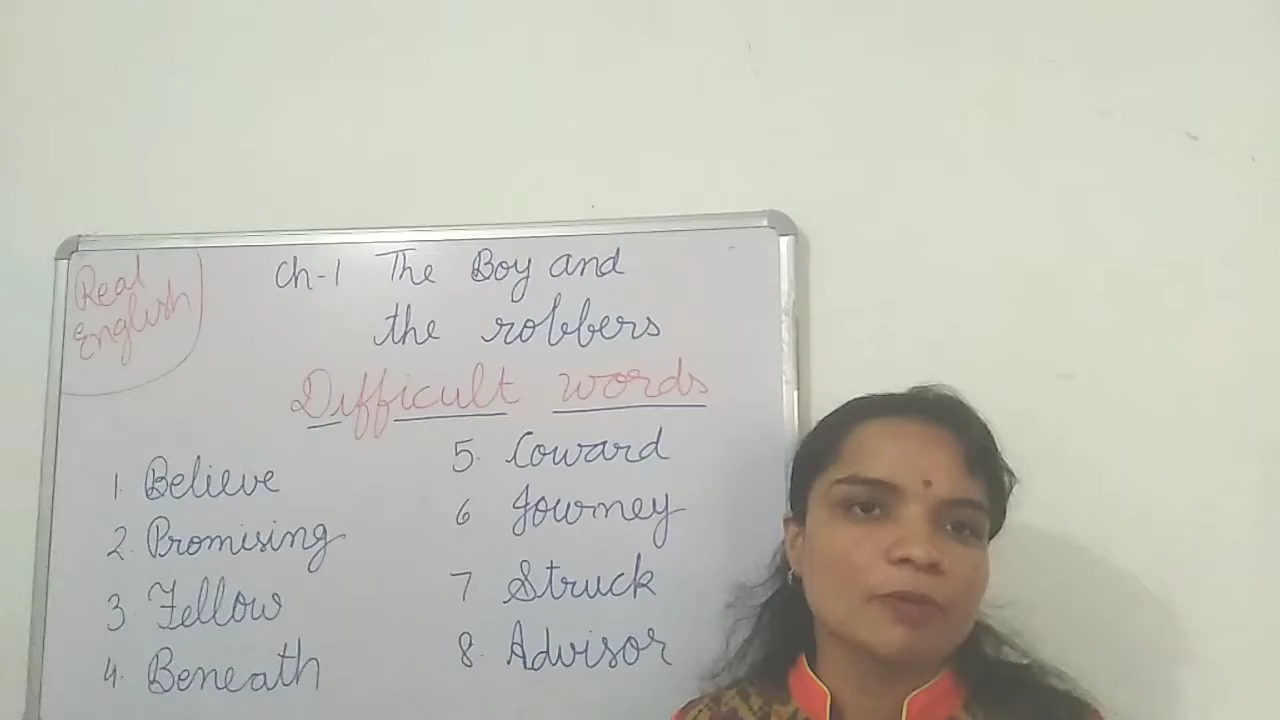 Real
English
Ch-1 The Boy and
the robbers
Difficult words
1. Believe
2. Promising
3 Fellow
4. Beneath
5. Coward
6 Journey
7 Struck
8. Advisor